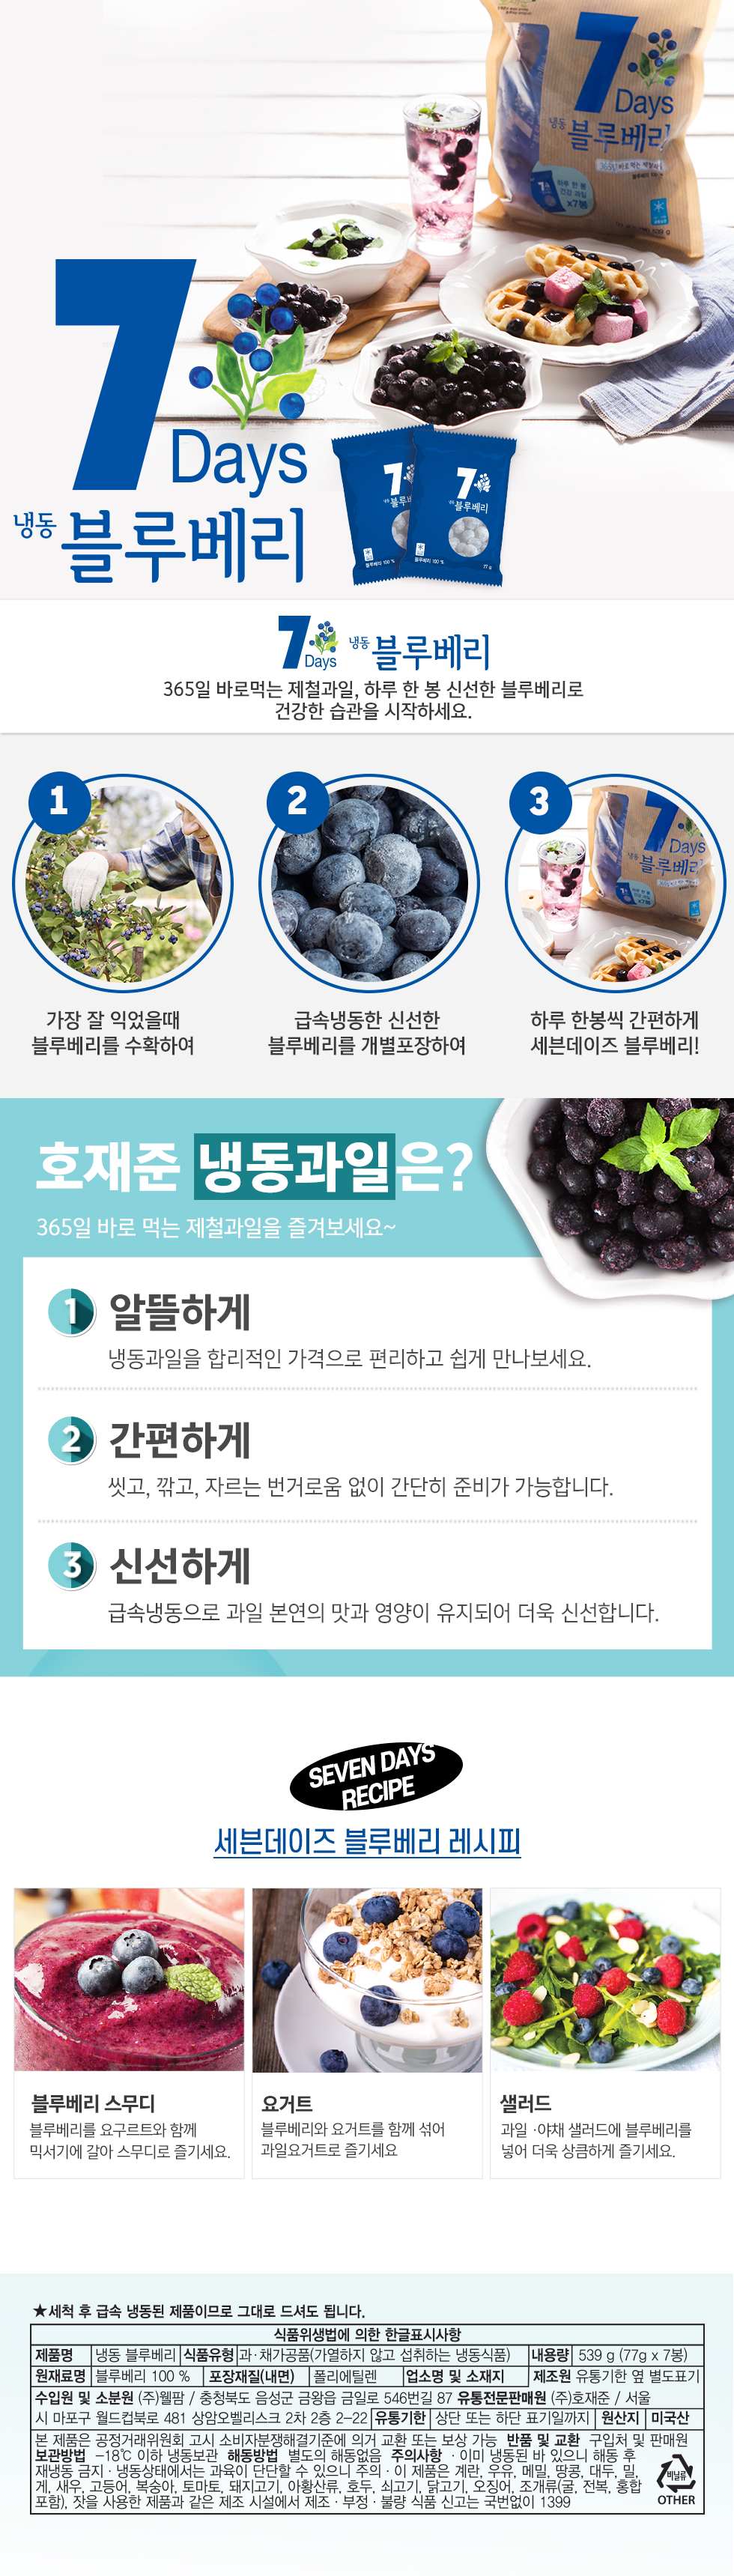 7
Days
냉동
블루베리
하루 한 봉
건강 과일
x7봉
7
Days
냉동 블루베리
7
블루베
블루베리 100 %
7
냉동
블루베리
블루베리 100 %
77 g
7
Days
냉동 블루베리
365일 바로먹는 제철과일, 하루 한 봉 신선한 블루베리로
건강한 습관을 시작하세요.
1
2
3
7
Days
냉동
블루베리
가장 잘 익었을때
블루베리를 수확하여
급속냉동한 신선한
블루베리를 개별포장하여
하루 한봉씩 간편하게
세븐데이즈 블루베리!
호재준 냉동과일은?
365일 바로 먹는 제철과일을 즐겨보세요~
1 알뜰하게
냉동과일을 합리적인 가격으로 편리하고 쉽게 만나보세요.
2 간편하게
씻고, 깎고, 자르는 번거로움 없이 간단히 준비가 가능합니다.
3 신선하게
급속냉동으로 과일 본연의 맛과 영양이 유지되어 더욱 신선합니다.
SEVEN DAYS
RECIPE
세븐데이즈 블루베리 레시피
블루베리 스무디
블루베리를 요구르트와 함께
믹서기에 갈아 스무디로 즐기세요.
요거트
블루베리와 요거트를 함께 섞어
과일요거트로 즐기세요
샐러드
과일 ·야채 샐러드에 블루베리를
넣어 더욱 상큼하게 즐기세요.
★세척 후 급속 냉동된 제품이므로 그대로 드셔도 됩니다.
식품위생법에 의한 한글표시사항
제품명 냉동 블루베리 식품유형 과·채가공품(가열하지 않고 섭취하는 냉동식품) 내용량 539 g (77g x 7봉)
원재료명 블루베리 100 % 포장재질(내면) 폴리에틸렌 업소명 및 소재지 제조원 유통기한 옆 별도표기
수입원 및 소분원 (주)웰팜 / 충청북도 음성군 금왕읍 금일로 546번길 87 유통전문판매원 (주)호재준 / 서울
시 마포구 월드컵북로 481 상암오벨리스크 2차 2층 2-22 유통기한 상단 또는 하단 표기일까지 원산지 미국산
본 제품은 공정거래위원회 고시 소비자분쟁해결기준에 의거 교환 또는 보상 가능 반품 및 교환 구입처 및 판매원
보관방법 -18℃ 이하 냉동보관 해동방법 별도의 해동없음 주의사항 · 이미 냉동된 바 있으니 해동 후
재냉동 금지 · 냉동상태에서는 과육이 단단할 수 있으니 주의 · 이 제품은 계란, 우유, 메밀, 땅콩, 대두, 밀,
게, 새우, 고등어, 복숭아, 토마토, 돼지고기, 아황산류, 호두, 쇠고기, 닭고기, 오징어, 조개류(굴, 전복, 홍합
포함), 잣을 사용한 제품과 같은 제조 시설에서 제조 · 부정 · 불량 식품 신고는 국번없이 1399
비닐류
OTHER